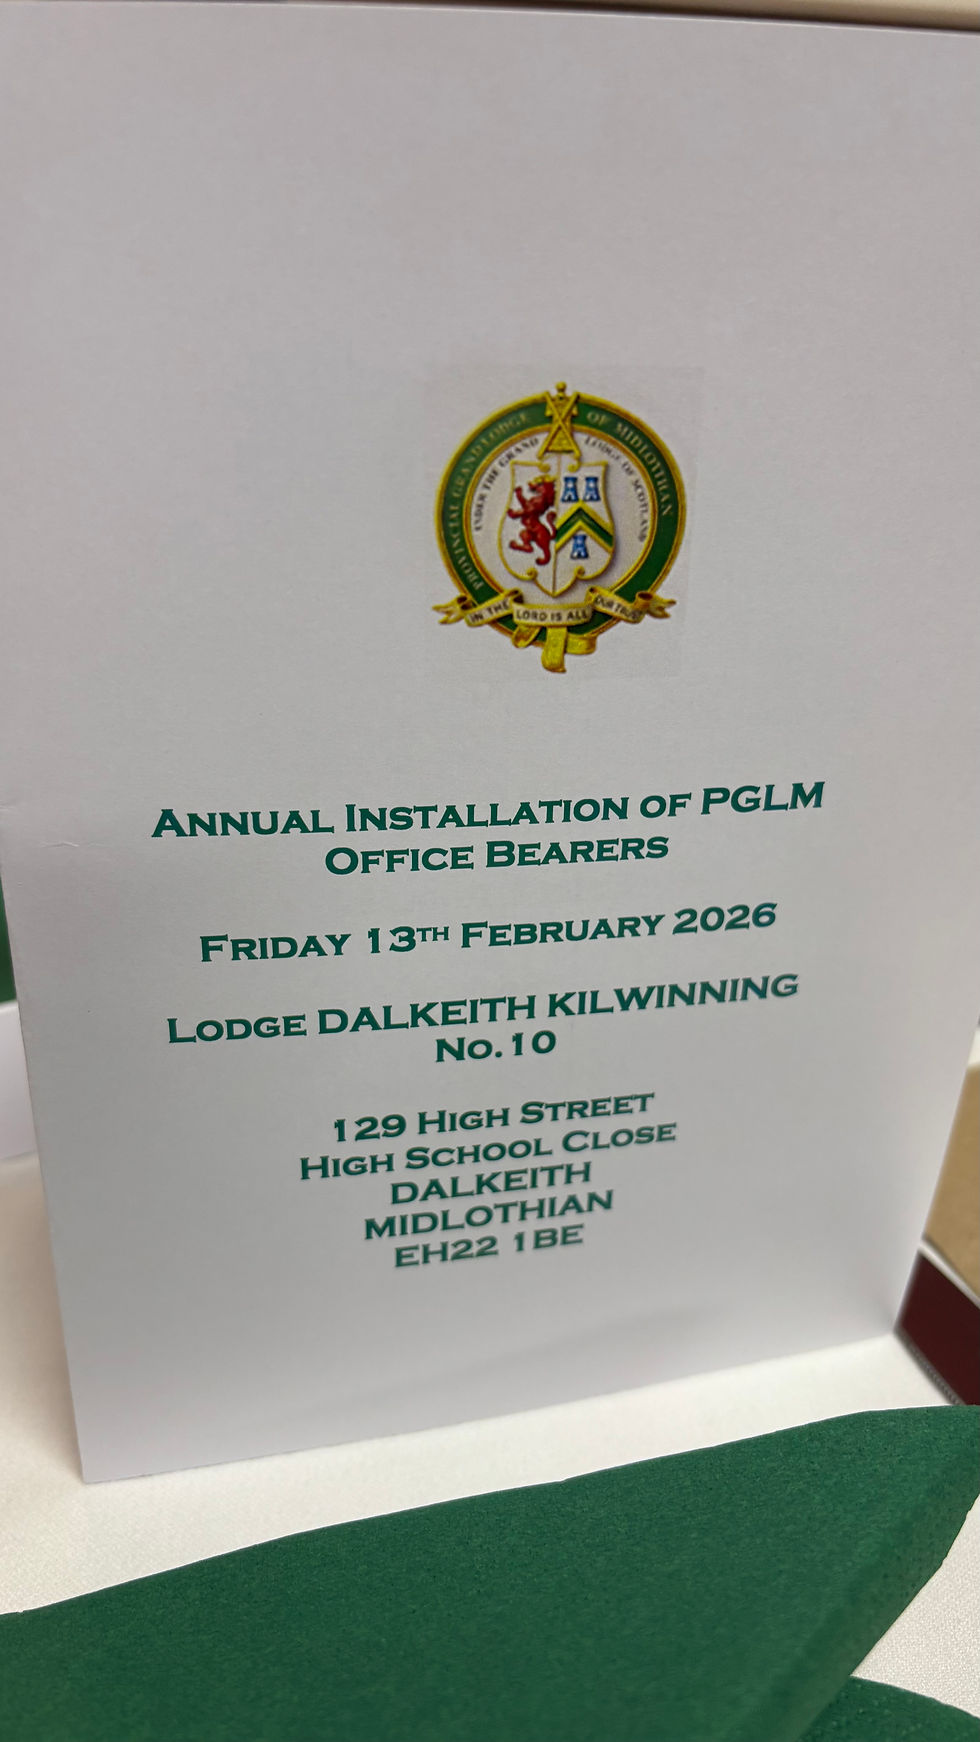 PROVINCIAL GRAND LODGE OF MIDLOTHIAN
UNDER THE GRAND LODGE OF SCOTLAND
IN THE LORD IS ALL OUR TRUST
ANNUAL INSTALLATION OF PGLM
OFFICE BEARERS
FRIDAY 13TH FEBRUARY 2026
LODGE DALKEITH KILWINNING
NO.10
129 HIGH STREET
HIGH SCHOOL CLOSE
DALKEITH
MIDLOTHIAN
EH22 1BE